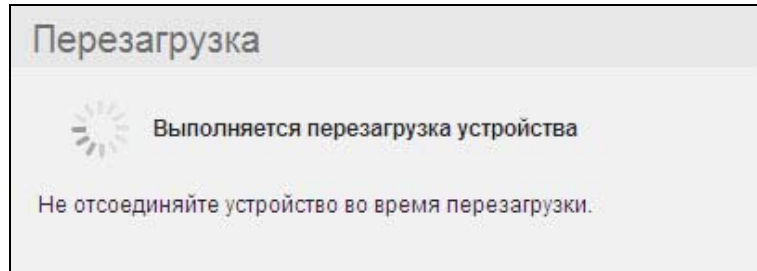 Перезагрузка
Выполняется перезагрузка устройства
Не отсоединяйте устройство во время перезагрузки.